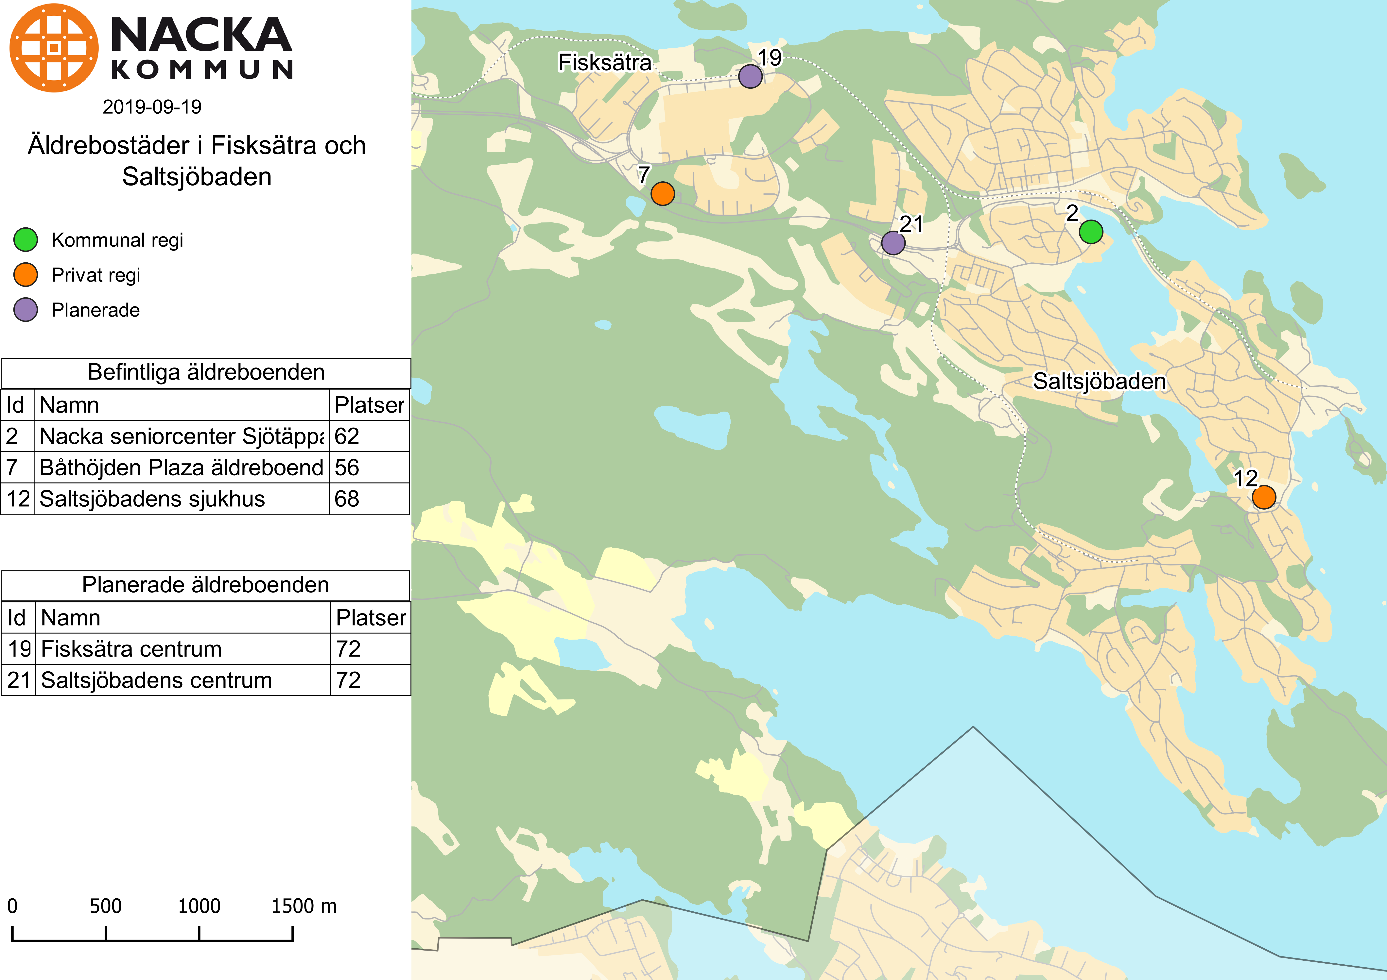 NACKA
KOMMUN
2019-09-19
Äldrebostäder i Fisksätra och
Saltsjöbaden
Kommunal regi
Privat regi
Planerade
Befintliga äldreboenden
Id Namn Platser
2 Nacka seniorcenter Sjötäppa 62
7 Båthöjden Plaza äldreboend 56
12 Saltsjöbadens sjukhus 68
Planerade äldreboenden
Id Namn Platser
19 Fisksätra centrum 72
21 Saltsjöbadens centrum 72
0 500 1000 1500 m
Fisksätra
19
7
21
2
Saltsjöbaden
12